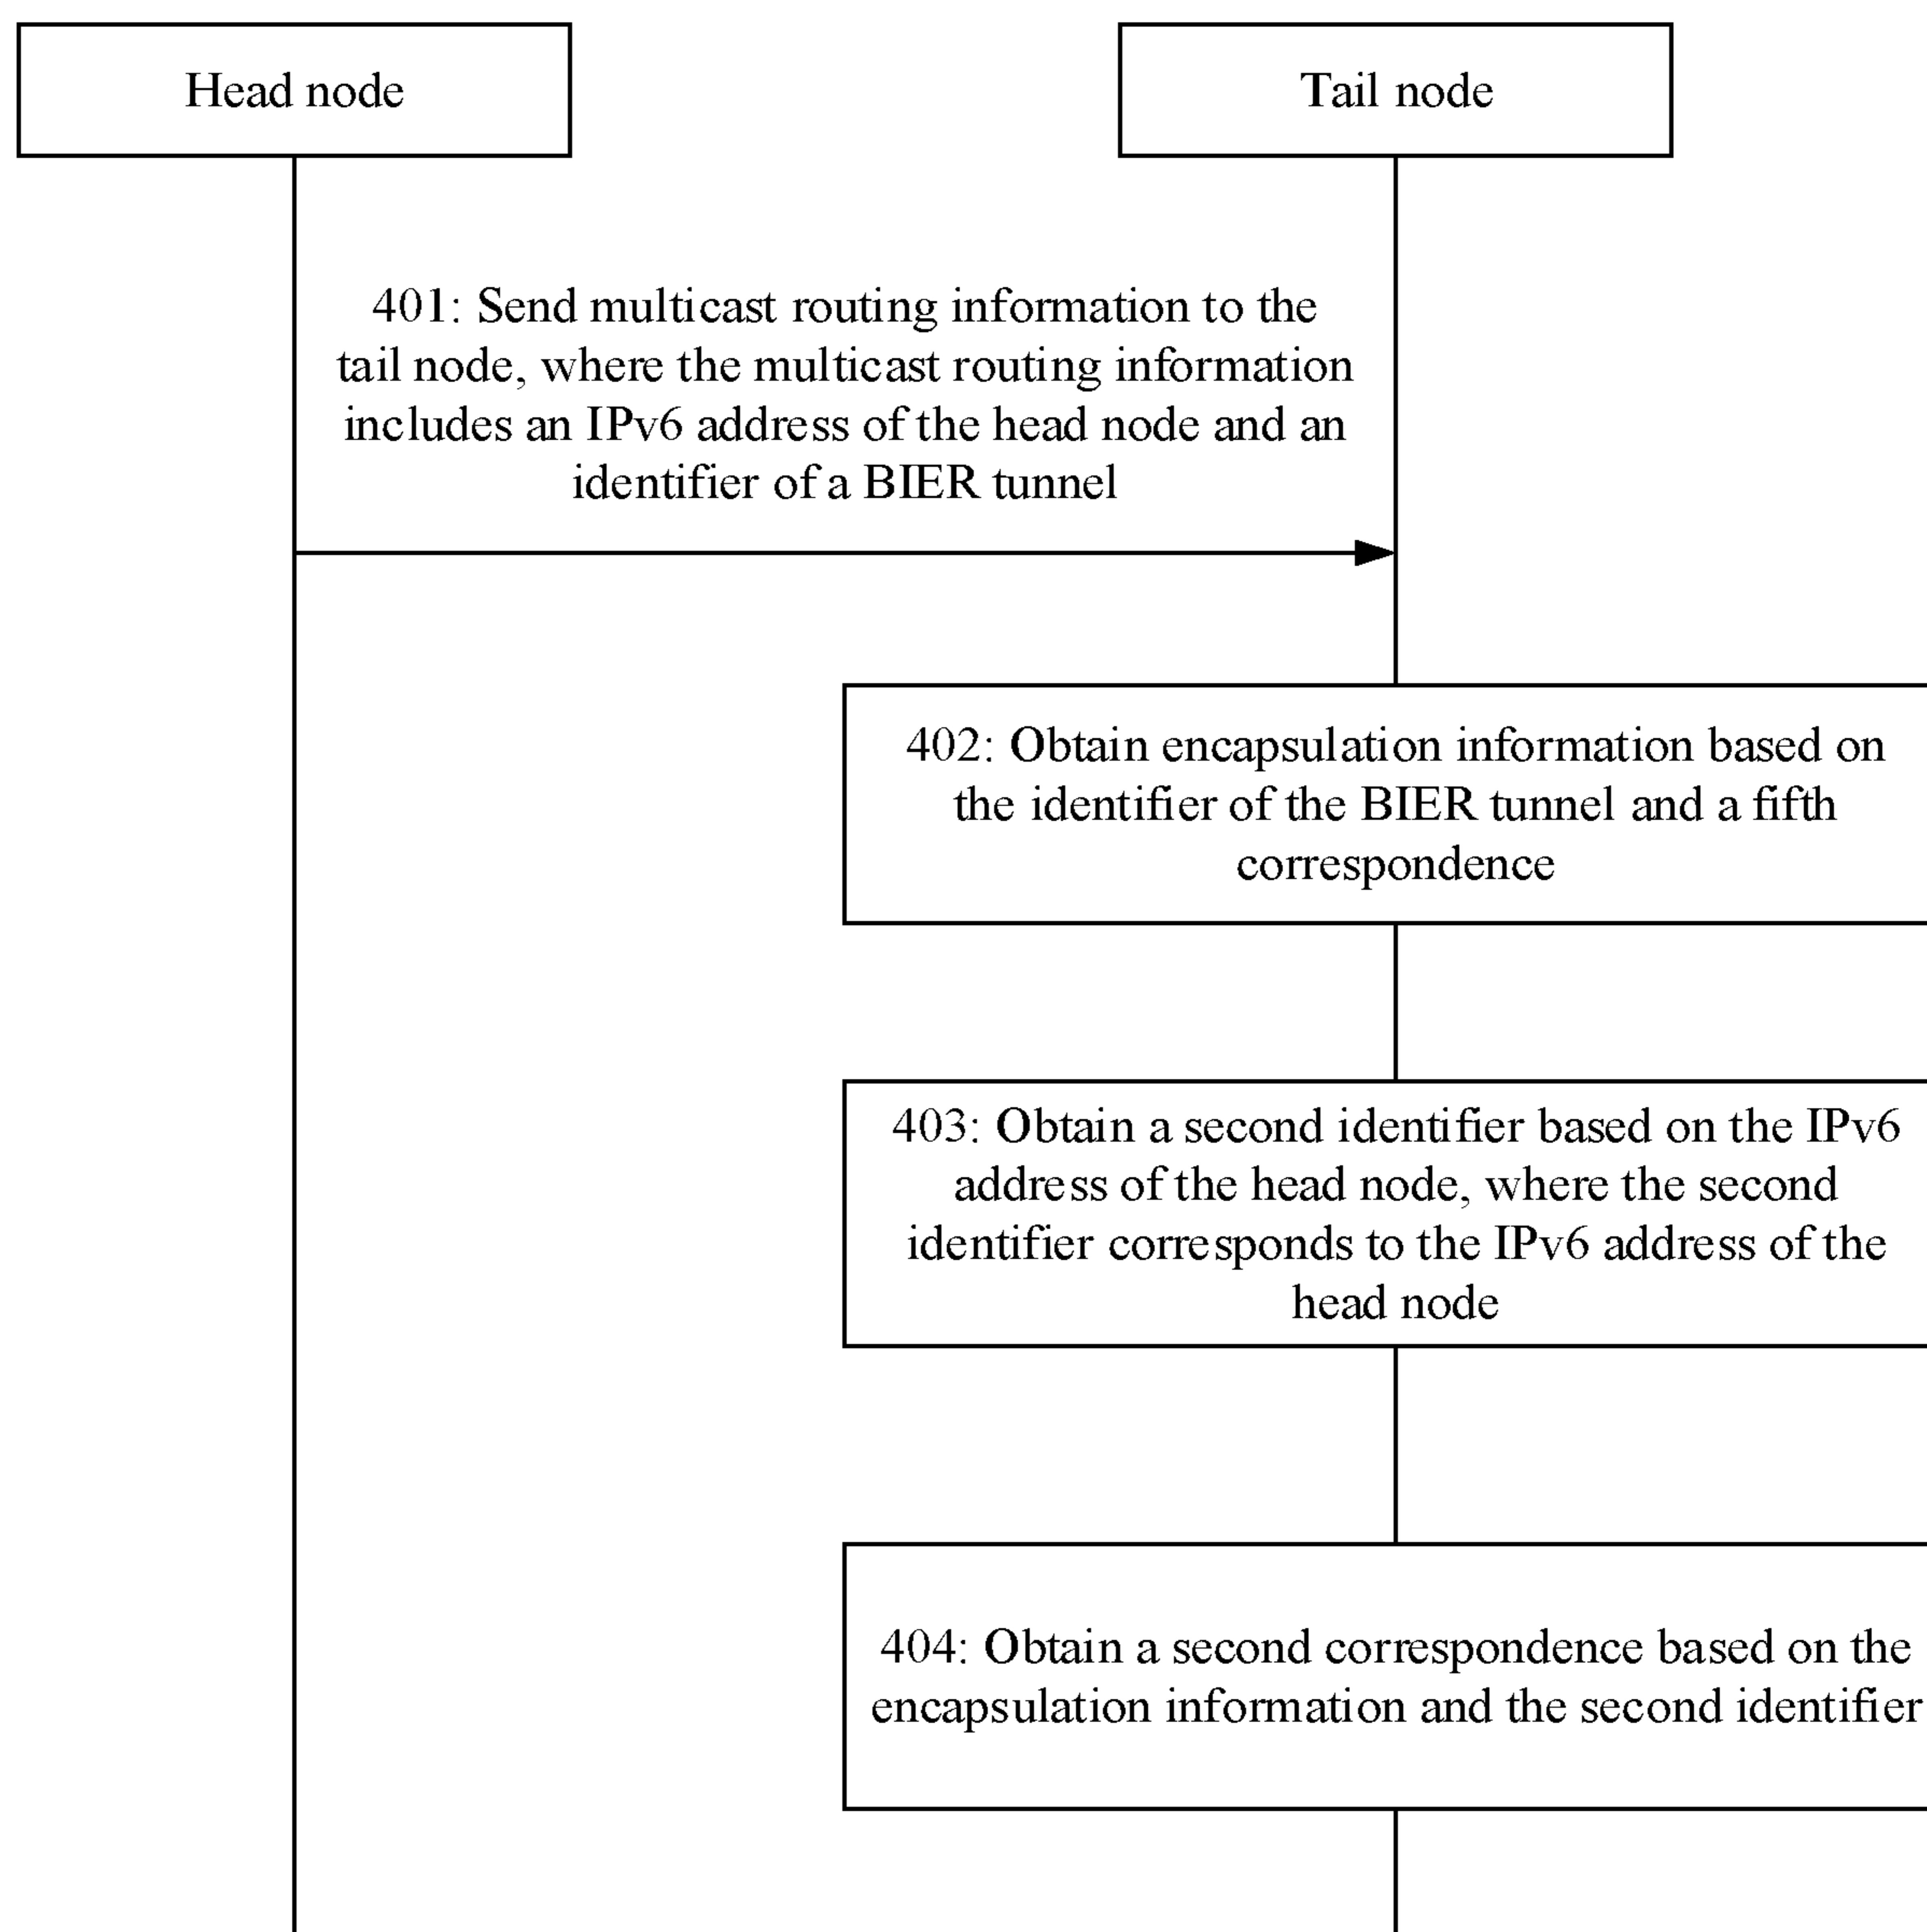 Head node
Tail node
401: Send multicast routing information to the
tail node, where the multicast routing information
includes an IPv6 address of the head node and an
identifier of a BIER tunnel
402: Obtain encapsulation information based on
the identifier of the BIER tunnel and a fifth
correspondence
403: Obtain a second identifier based on the IPv6
address of the head node, where the second
identifier corresponds to the IPv6 address of the
head node
404: Obtain a second correspondence based on the
encapsulation information and the second identifier